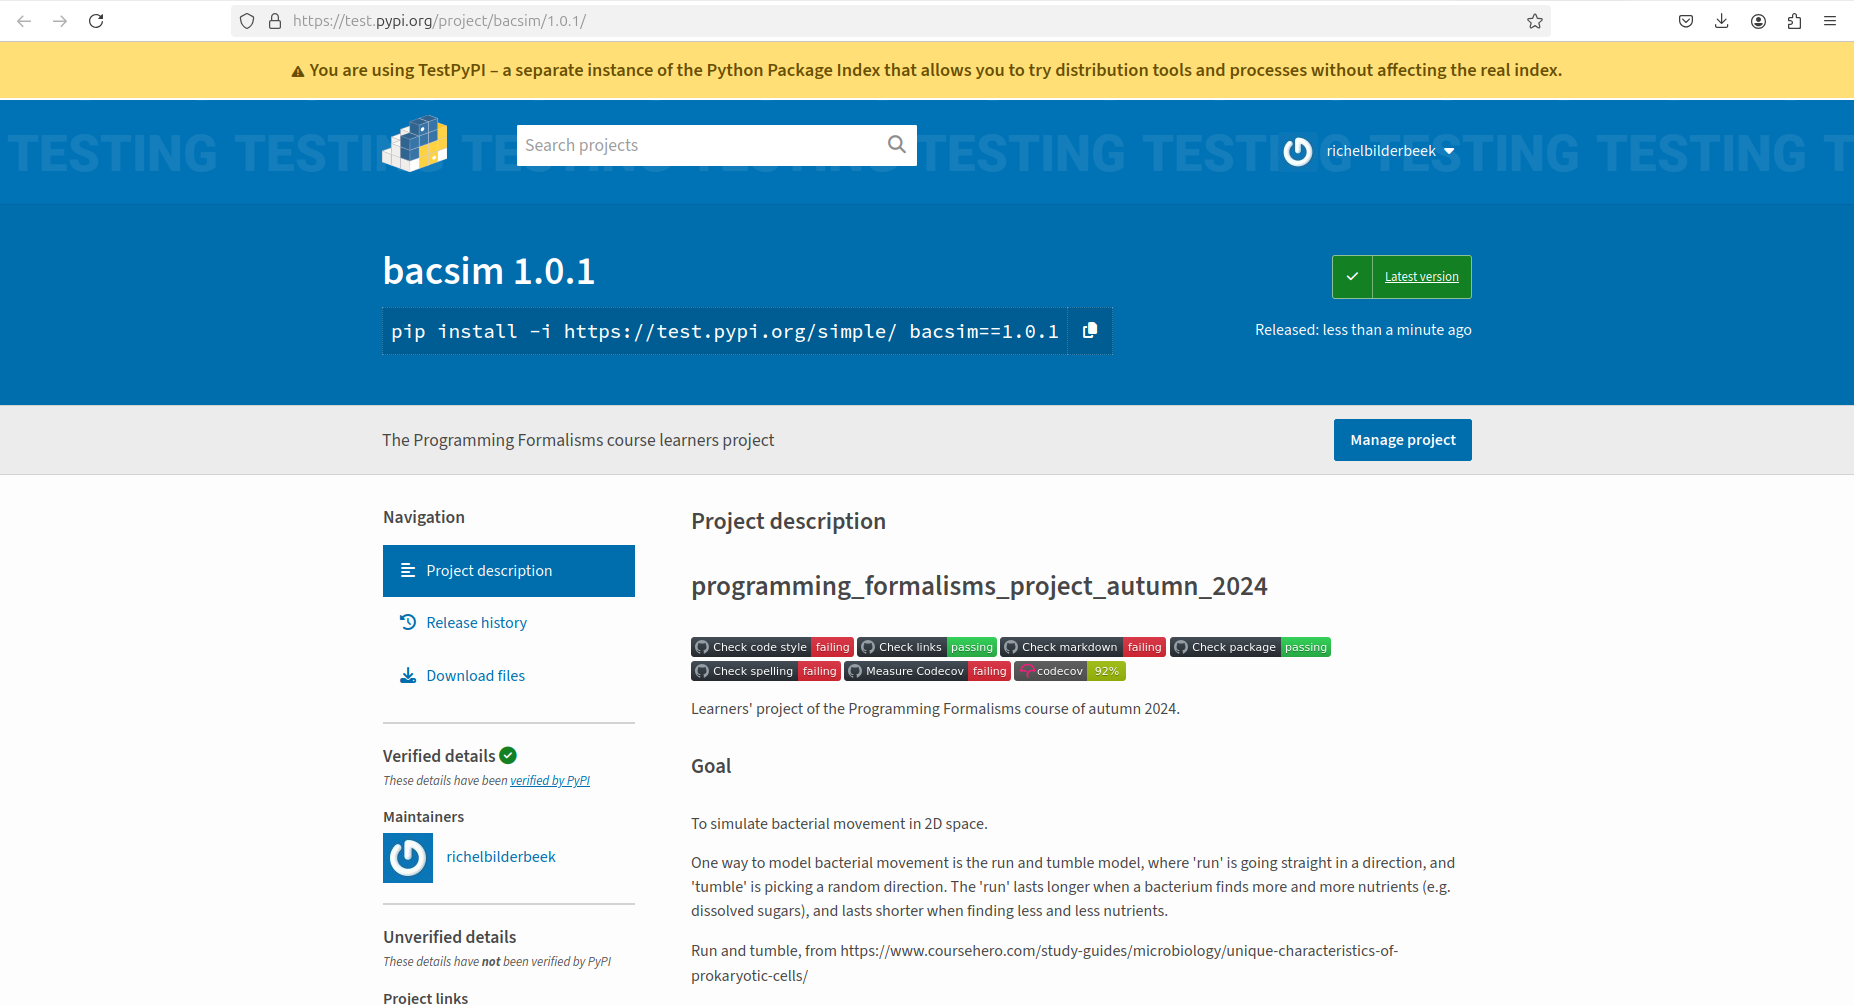 https://test.pypi.org/project/bacsim/1.0.1/
You are using TestPyPI – a separate instance of the Python Package Index that allows you to try distribution tools and processes without affecting the real index.
TESTING TESTING TESTING TESTING TESTING TESTING TESTING TESTING T
Search projects
richelbilderbeek
bacsim 1.0.1
Latest version
pip install -i https://test.pypi.org/simple/ bacsim==1.0.1
Released: less than a minute ago
The Programming Formalisms course learners project
Manage project
Navigation
Project description
Release history
Download files
Verified details
These details have been verified by PyPI
Maintainers
richelbilderbeek
Unverified details
These details have not been verified by PyPI
Project links
Project description
programming_formalisms_project_autumn_2024
Check code style failing Check links passing Check markdown failing Check package passing
Check spelling failing Measure Codecov failing codecov 92%
Learners' project of the Programming Formalisms course of autumn 2024.
Goal
To simulate bacterial movement in 2D space.
One way to model bacterial movement is the run and tumble model, where 'run' is going straight in a direction, and
'tumble' is picking a random direction. The 'run' lasts longer when a bacterium finds more and more nutrients (e.g.
dissolved sugars), and lasts shorter when finding less and less nutrients.
Run and tumble, from https://www.coursehero.com/study-guides/microbiology/unique-characteristics-of-
prokaryotic-cells/